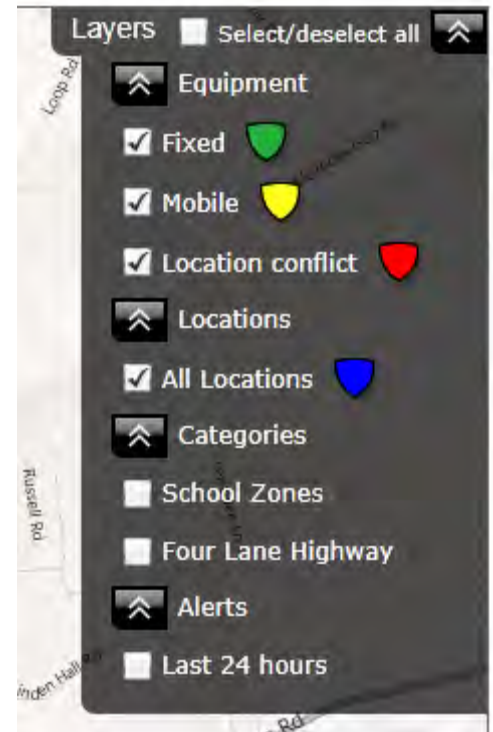 Layers Select/deselect all
Loop Rd
Equipment
Fixed
Mobile
Location conflict
Locations
All Locations
Categories
Russell Rd
School Zones
Four Lane Highway
Alerts
Last 24 hours
Rd